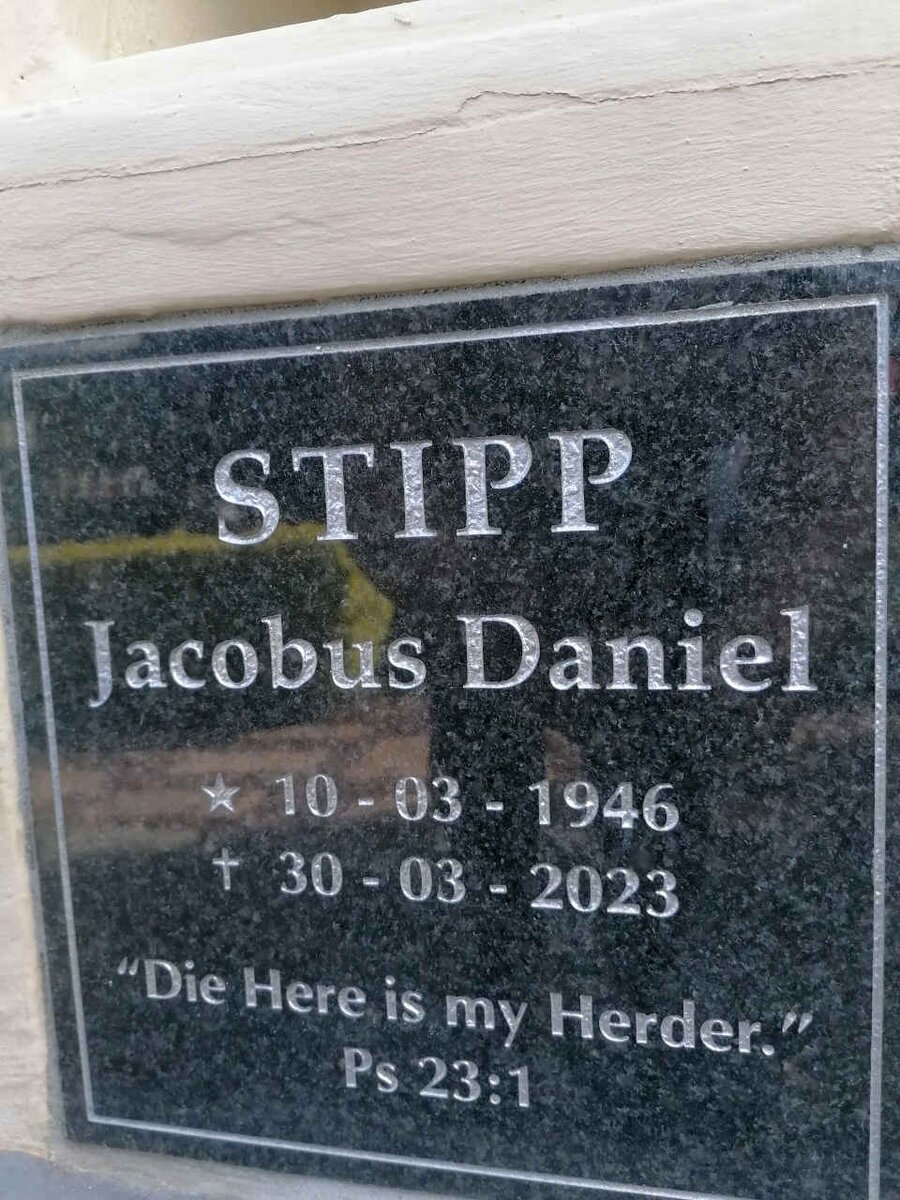 STIPP
Jacobus Daniel
☆ 10 - 03 - 1946
† 30 - 03 - 2023
“Die Here is my Herder.”
Ps 23:1